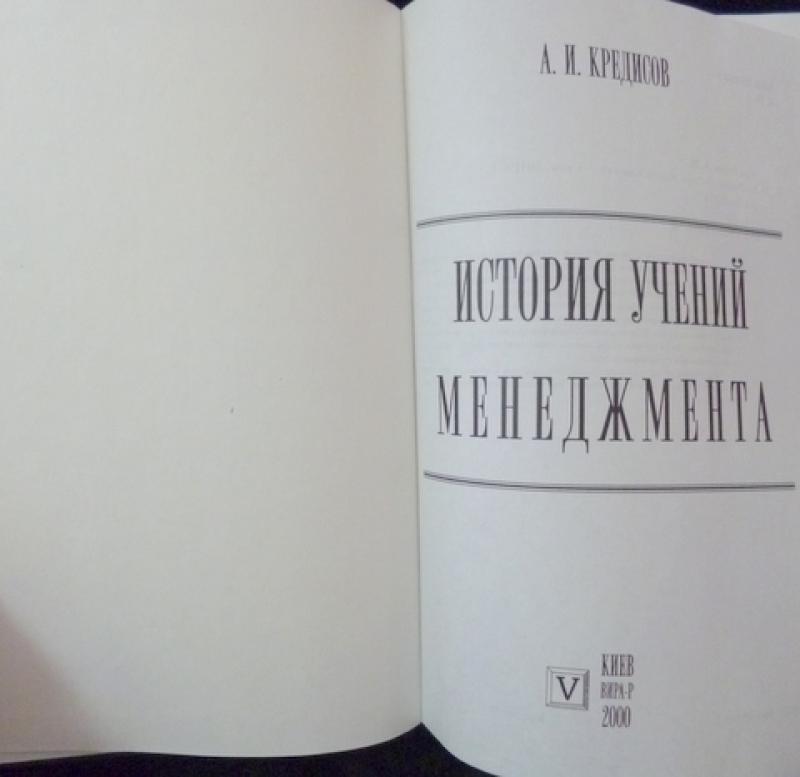 А. И. КРЕДИСОВ
ИСТОРИЯ УЧЕНИЙ
МЕНЕДЖМЕНТА
V
КИЕВ
ВИРА-Р
2000